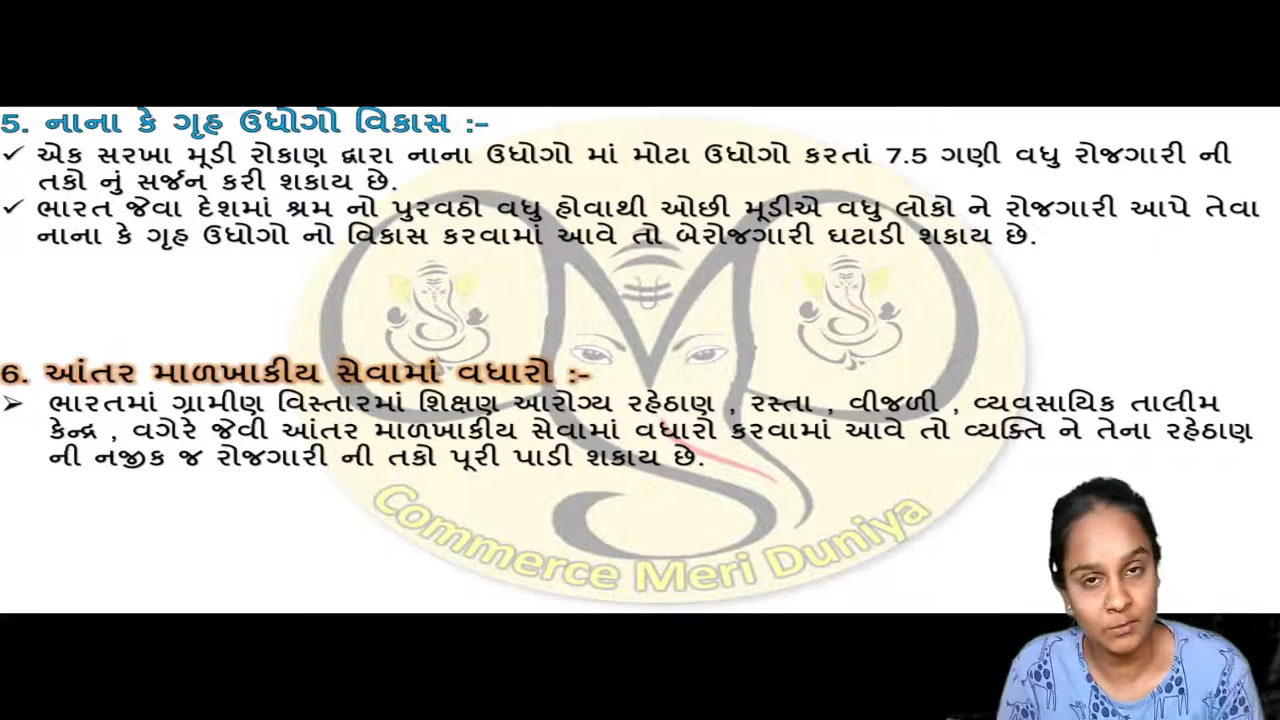 5. નાના કે ગૃહ ઉધોગો વિકાસ :-
✓ એક સરખા મૂડી રોકાણ દ્વારા નાના ઉધોગો માં મોટા ઉધોગો કરતાં 7.5 ગણી વધુ રોજગારી ની
તકો નું સર્જન કરી શકાય છે.
✓ ભારત જેવા દેશમાં શ્રમ નો પુરવઠો વધુ હોવાથી ઓછી મૂડીએ વધુ લોકો ને રોજગારી આપે તેવા
નાના કે ગૃહ ઉધોગો નો વિકાસ કરવામાં આવે તો બેરોજગારી ઘટાડી શકાય છે.
6. આંતર માળખાકીય સેવામાં વધારો :-
➢ ભારતમાં ગ્રામીણ વિસ્તારમાં શિક્ષણ આરોગ્ય રહેઠાણ , રસ્તા , વીજળી , વ્યવસાયિક તાલીમ
કેન્દ્ર , વગેરે જેવી આંતર માળખાકીય સેવામાં વધારો કરવામાં આવે તો વ્યક્તિ ને તેના રહેઠાણ
ની નજીક જ રોજગારી ની તકો પૂરી પાડી શકાય છે.
Commerce Meri Duniya